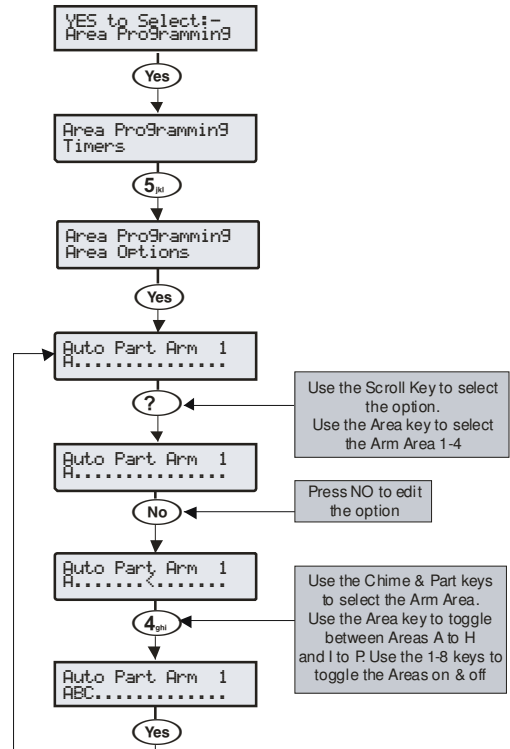 YES to Select:-
Area Programming
Yes
Area Programming
Timers
5jkl
Area Programming
Area Options
Yes
Auto Part Arm 1
A...............
?
Use the Scroll Key to select
the option.
Use the Area key to select
the Arm Area 1-4
Auto Part Arm 1
A...............
No
Press NO to edit
the option
Auto Part Arm 1
A.......<.......
4ghi
Use the Chime & Part keys
to select the Arm Area.
Use the Area key to toggle
between Areas A to H
and I to P. Use the 1-8 keys to
toggle the Areas on & off
Auto Part Arm 1
ABC.............
Yes